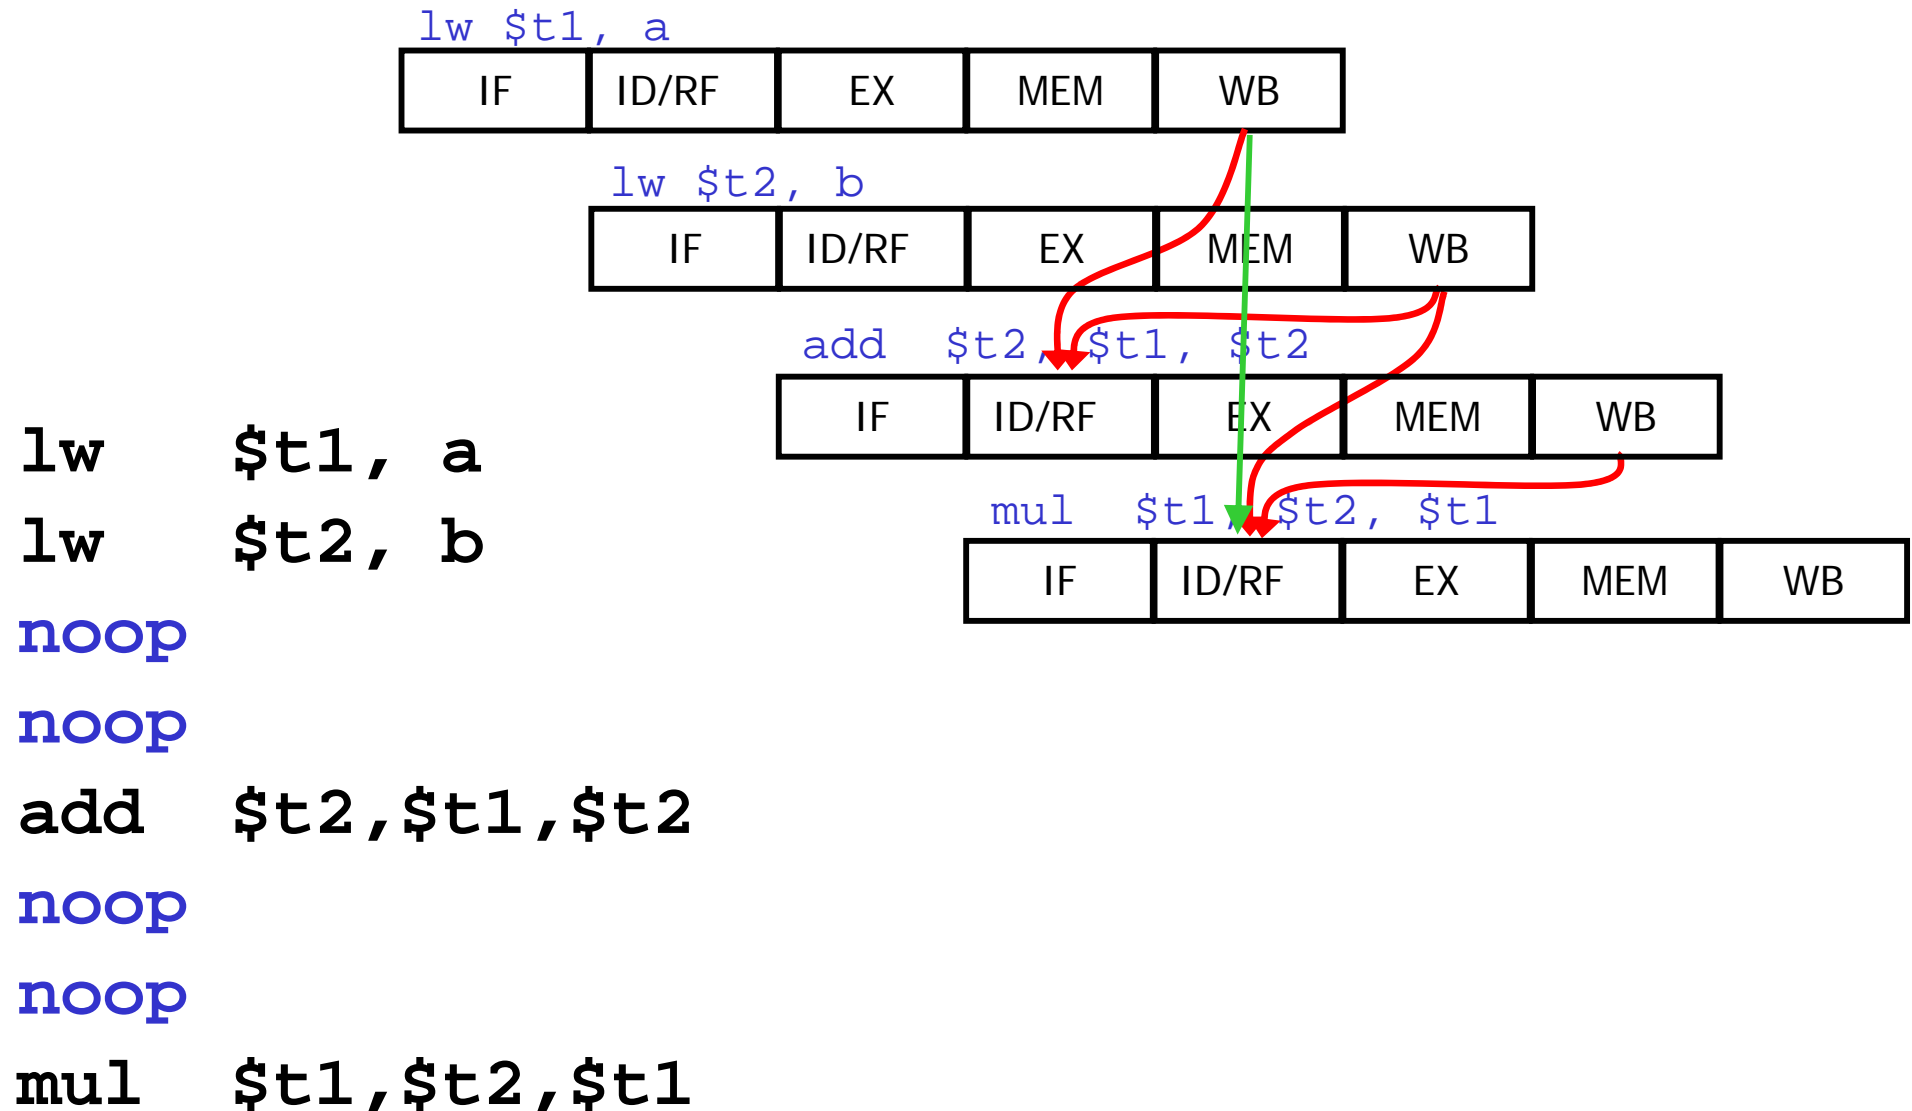 lw $t1, a
IF ID/RF EX MEM WB
lw $t2, b
IF ID/RF EX MEM WB
add $t2, $t1, $t2
IF ID/RF EX MEM WB
mul $t1, $t2, $t1
IF ID/RF EX MEM WB
lw $t1, a
lw $t2, b
noop
noop
add $t2,$t1,$t2
noop
noop
mul $t1,$t2,$t1